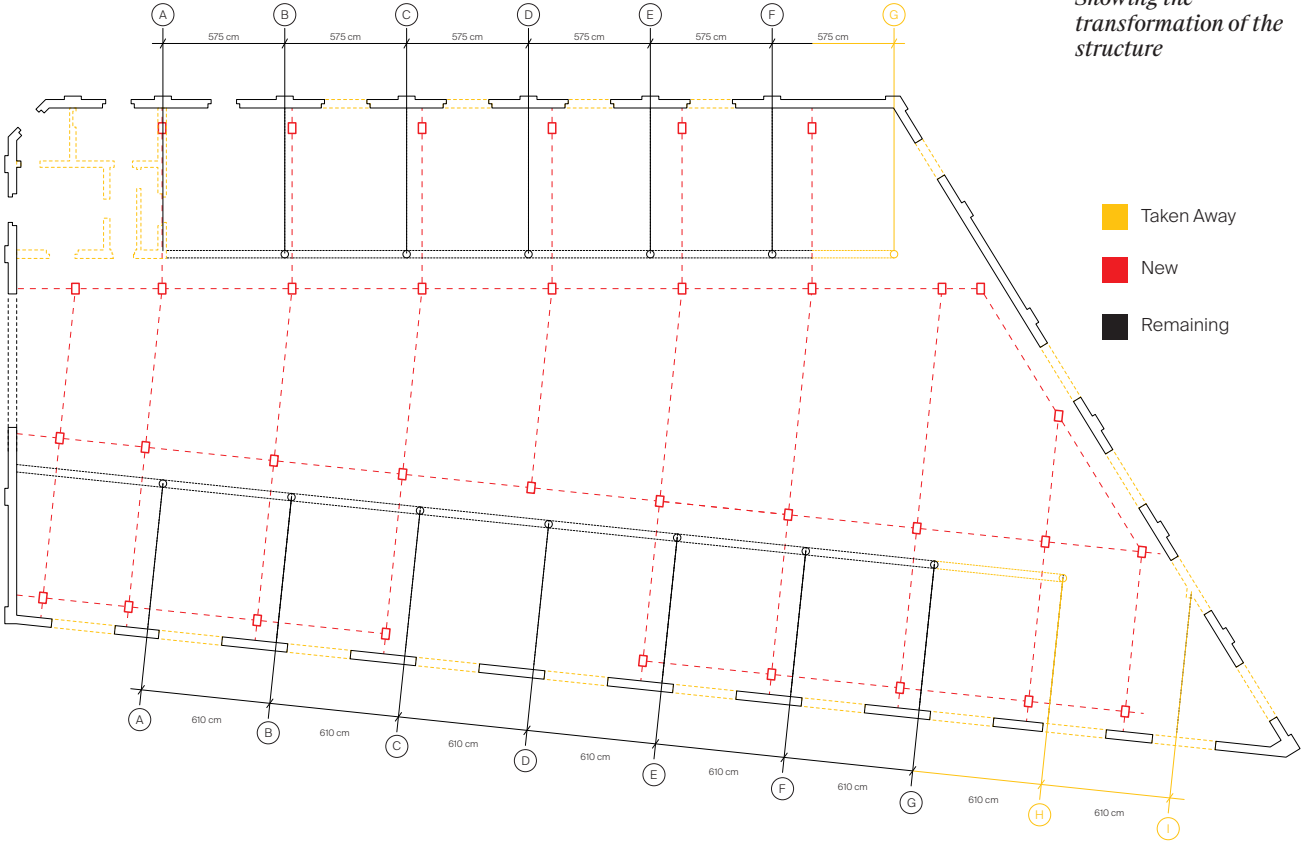 Showing the
transformation of the
structure
A B C D E F G
575 cm 575 cm 575 cm 575 cm 575 cm 575 cm
Taken Away
New
Remaining
A B C D E F G H I
610 cm 610 cm 610 cm 610 cm 610 cm 610 cm 610 cm 610 cm